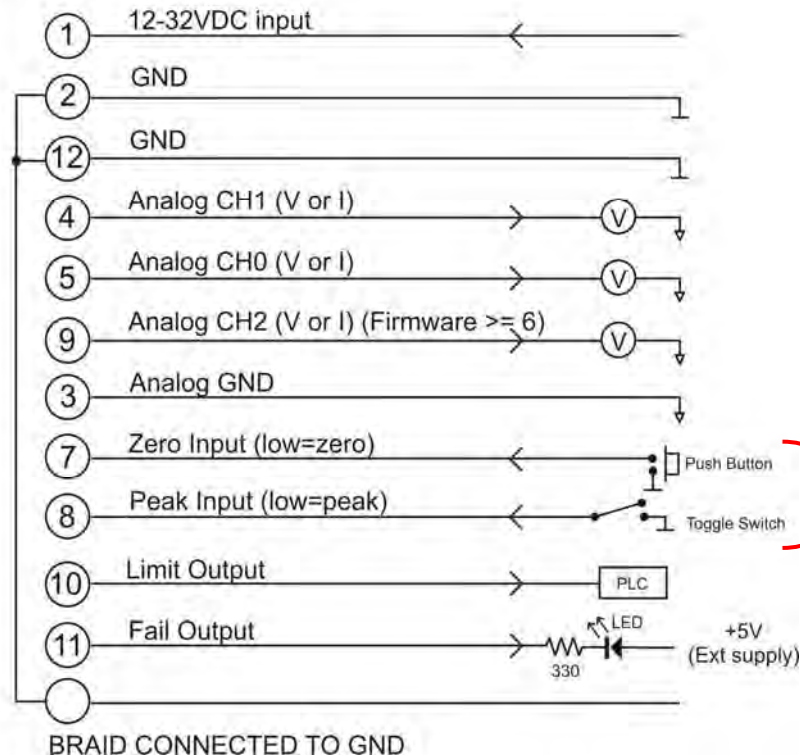 1 12-32VDC input
2 GND
12 GND
4 Analog CH1 (V or I) V
5 Analog CH0 (V or I) V
9 Analog CH2 (V or I) (Firmware >= 6) V
3 Analog GND
7 Zero Input (low=zero) Push Button
8 Peak Input (low=peak) Toggle Switch
10 Limit Output PLC
11 Fail Output LED +5V
330 (Ext supply)
BRAID CONNECTED TO GND